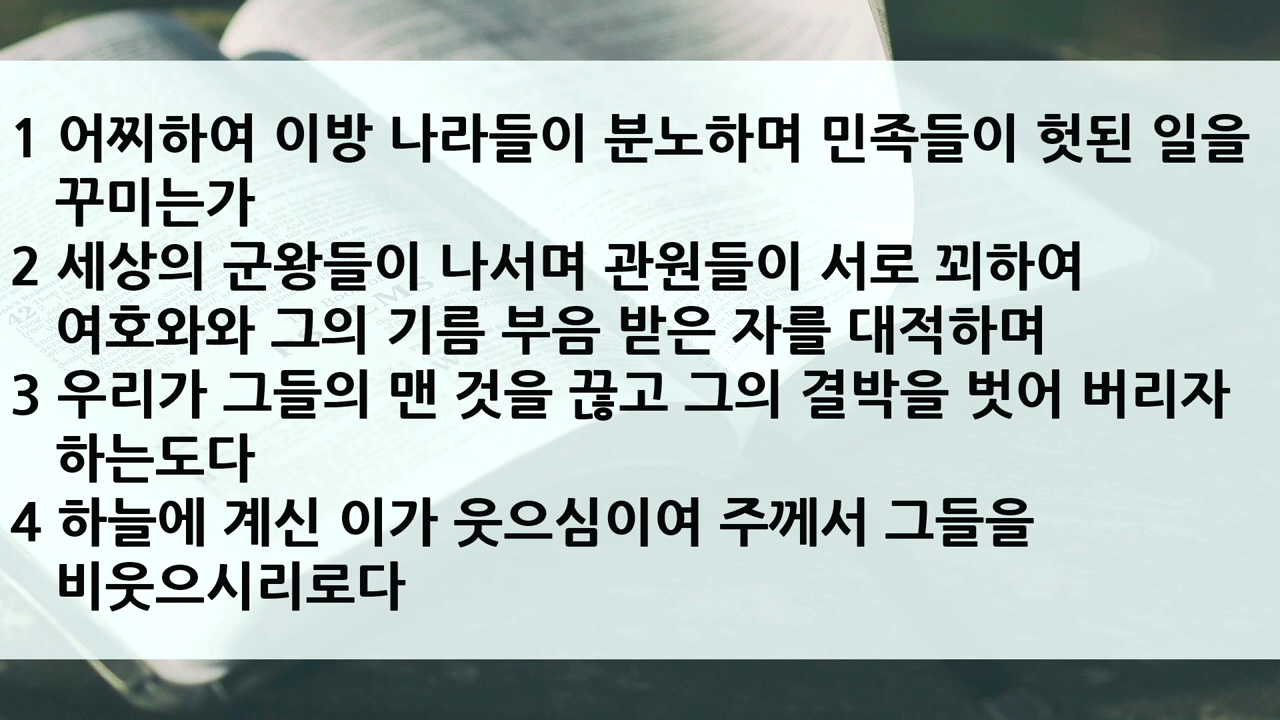 1 어찌하여 이방 나라들이 분노하며 민족들이 헛된 일을
꾸미는가
2 세상의 군왕들이 나서며 관원들이 서로 꾀하여
여호와와 그의 기름 부음 받은 자를 대적하며
3 우리가 그들의 맨 것을 끊고 그의 결박을 벗어 버리자
하는도다
4 하늘에 계신 이가 웃으심이여 주께서 그들을
비웃으시리로다